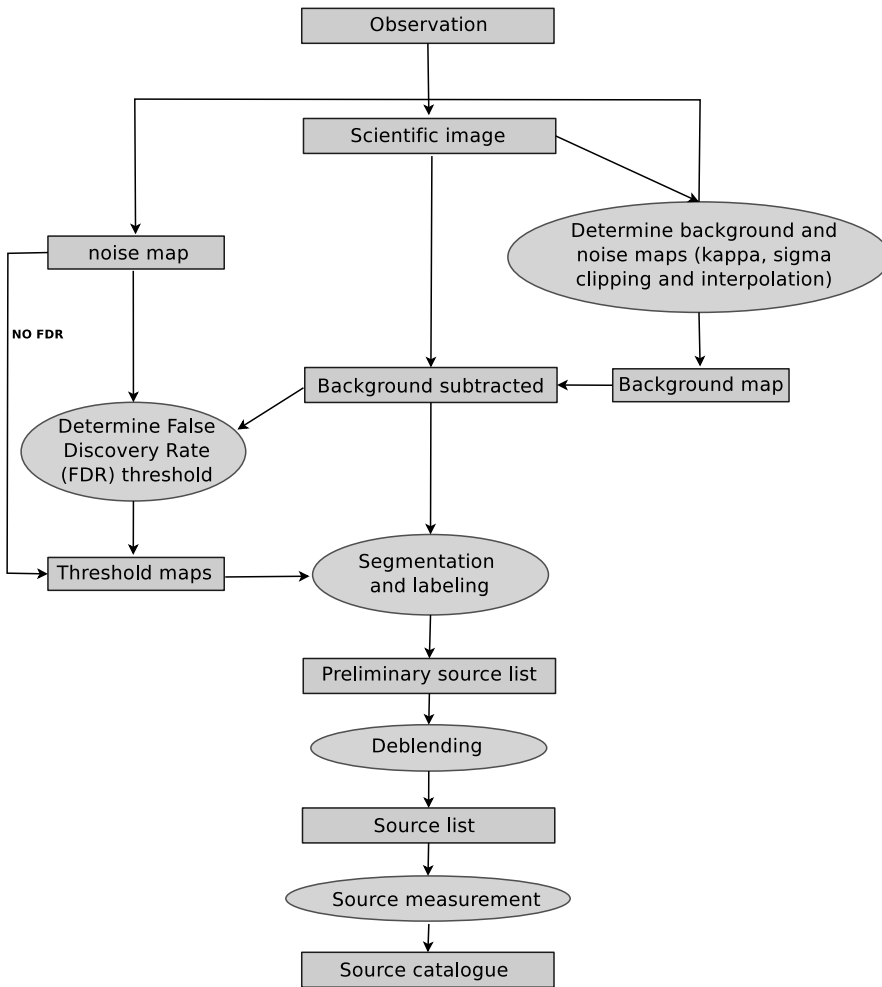 Observation
Scientific image
Determine background and
noise maps (kappa, sigma
clipping and interpolation)
noise map
NO FDR
Background subtracted
Background map
Determine False
Discovery Rate
(FDR) threshold
Segmentation
and labeling
Threshold maps
Preliminary source list
Deblending
Source list
Source measurement
Source catalogue